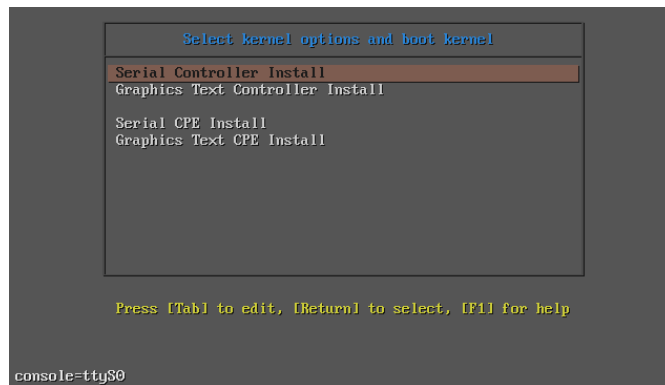 Select kernel options and boot kernel
Serial Controller Install
Graphics Text Controller Install
Serial CPE Install
Graphics Text CPE Install
Press [Tab] to edit, [Return] to select, [F1] for help
console=ttyS0